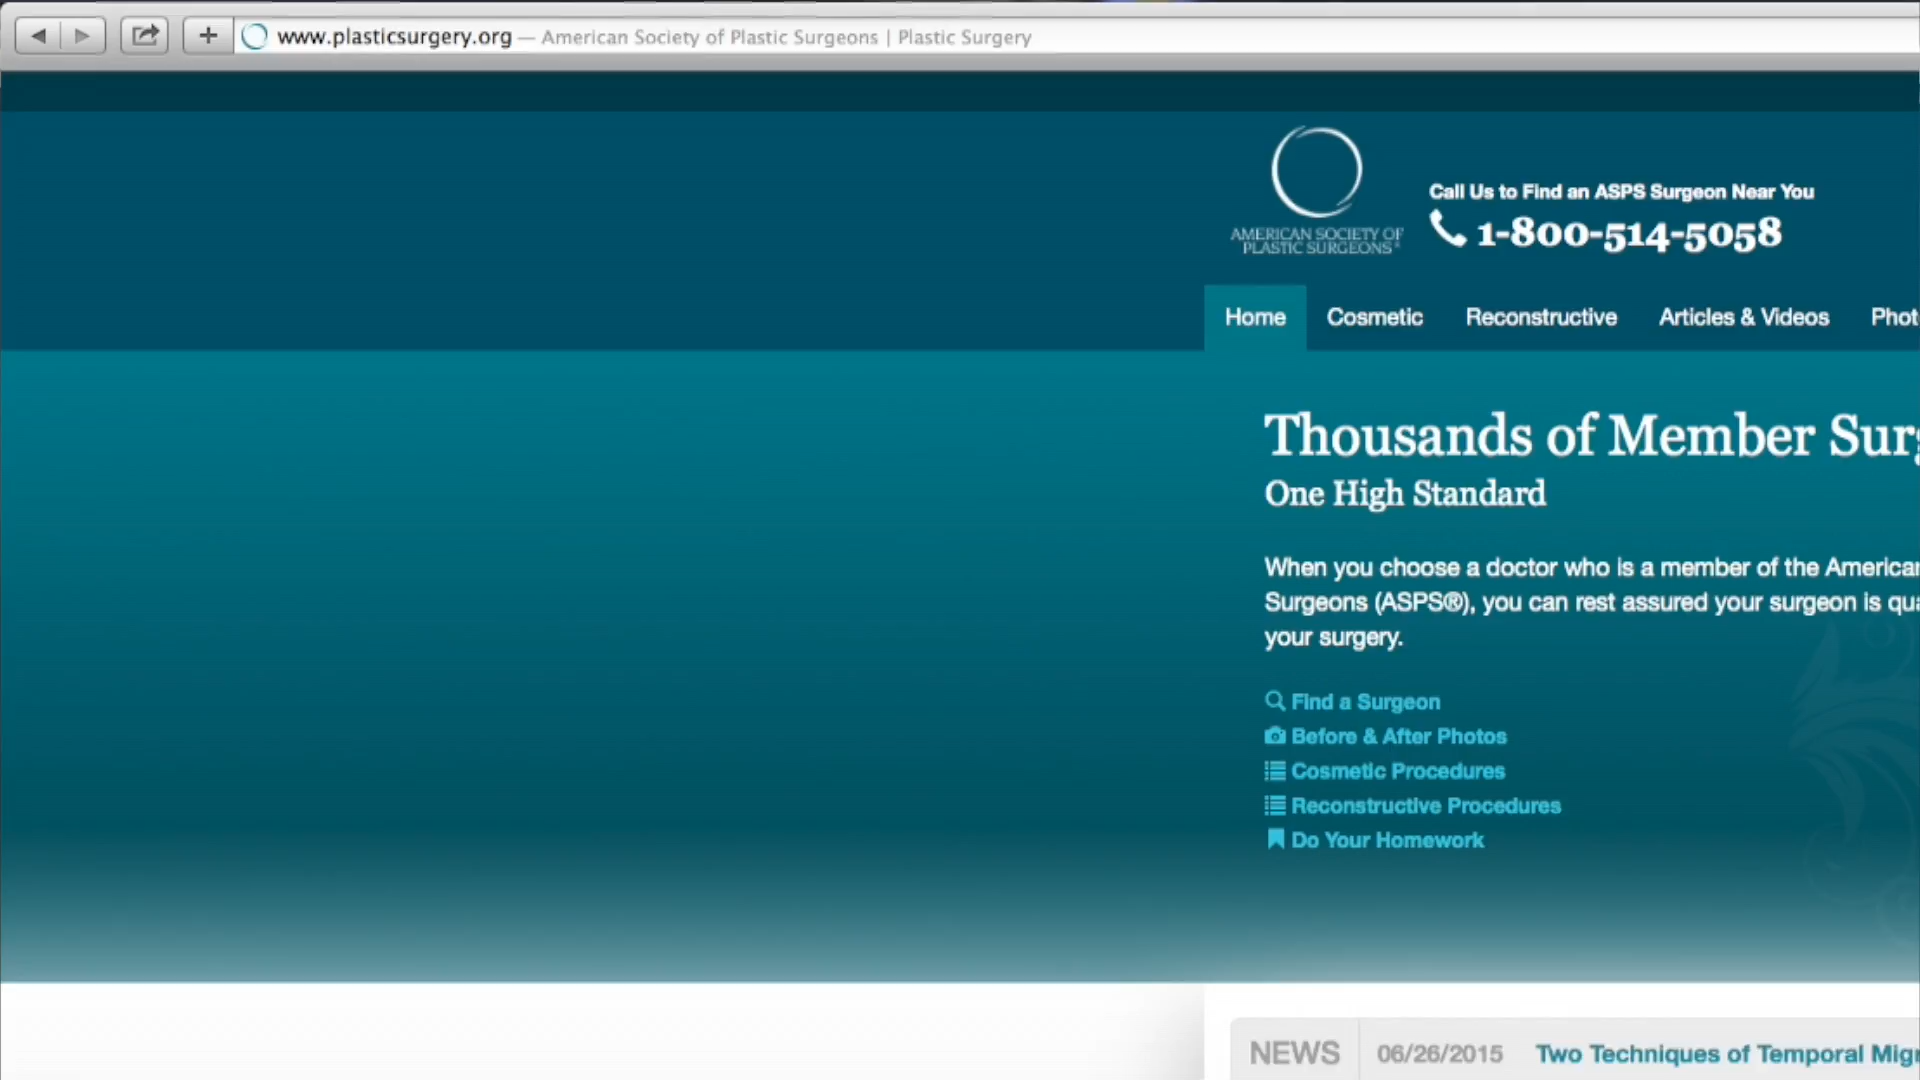 www.plasticsurgery.org — American Society of Plastic Surgeons | Plastic Surgery
AMERICAN SOCIETY OF
PLASTIC SURGEONS®
Call Us to Find an ASPS Surgeon Near You
1-800-514-5058
Home Cosmetic Reconstructive Articles & Videos
Thousands of Member
One High Standard
When you choose a doctor who is a member of the
Surgeons (ASPS®), you can rest assured your surgeon is
your surgery.
Find a Surgeon
Before & After Photos
Cosmetic Procedures
Reconstructive Procedures
Do Your Homework
NEWS 06/26/2015 Two Techniques of Temporal